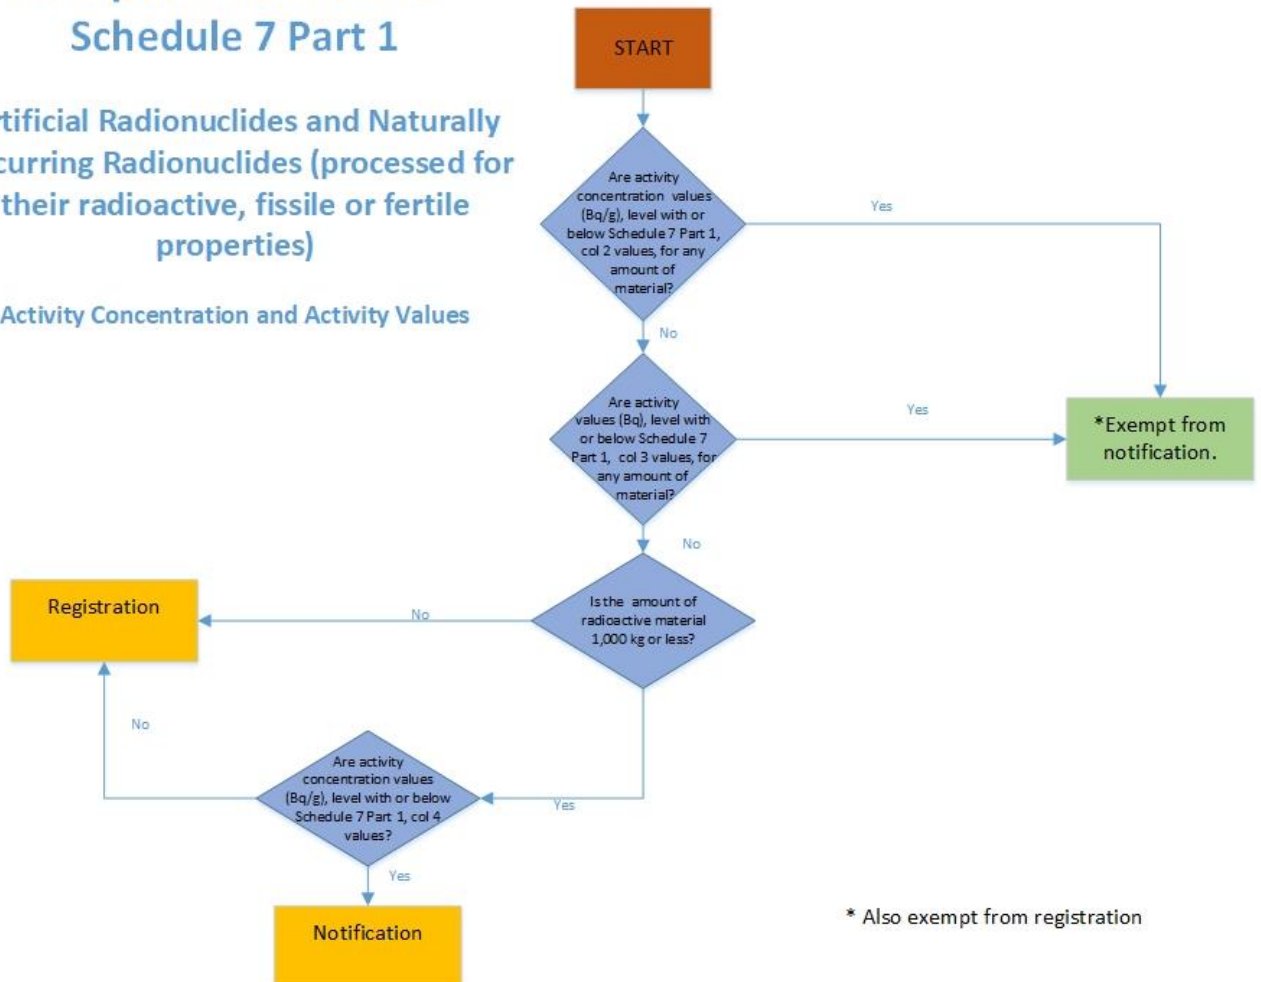 Schedule 7 Part 1
tificial Radionuclides and Naturally
curring Radionuclides (processed for
their radioactive, fissile or fertile
properties)
Activity Concentration and Activity Values
START
Are activity
concentration values
(Bq/g), level with or
below Schedule 7 Part 1,
col 2 values, for any
amount of
material?
Yes
No
Are activity
values (Bq), level with
or below Schedule 7
Part 1, col 3 values, for
any amount of
material?
Yes
*Exempt from
notification.
No
Is the amount of
radioactive material
1,000 kg or less?
No
Registration
No
Yes
Are activity
concentration values
(Bq/g), level with or below
Schedule 7 Part 1, col 4
values?
Yes
Notification
* Also exempt from registration